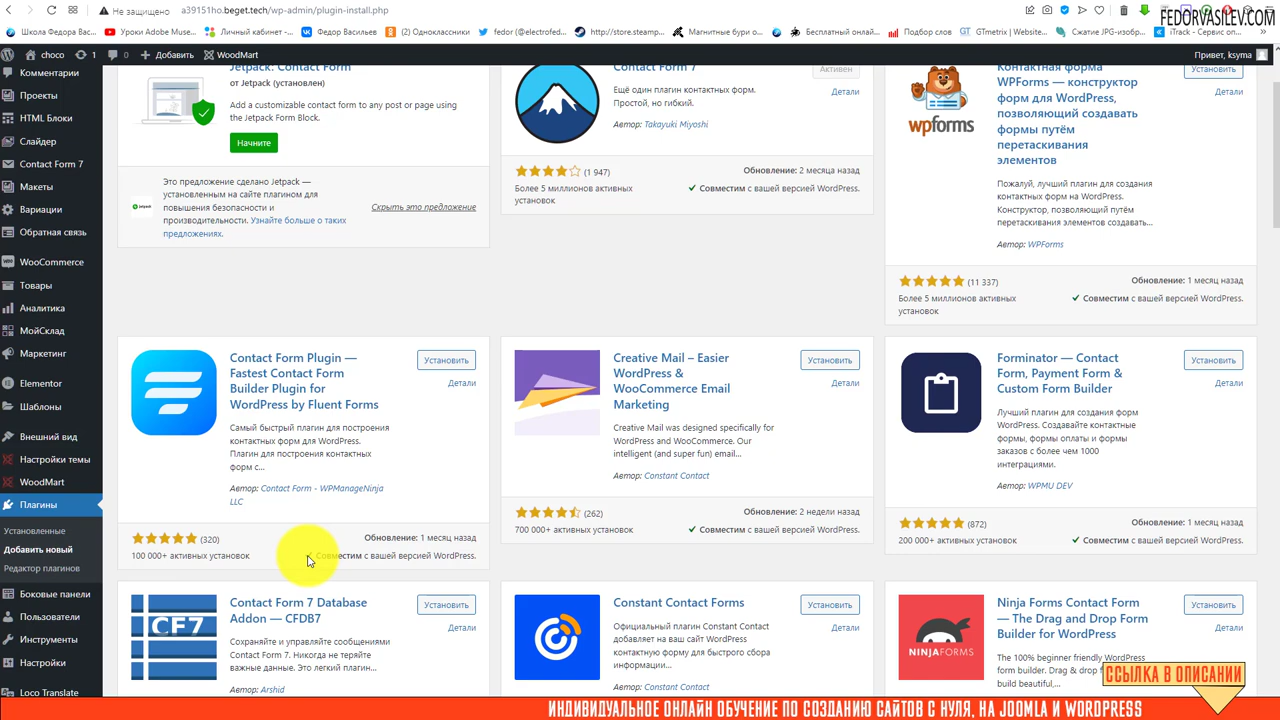 Не защищено
a39151ho.beget.tech/wp-admin/plugin-install.php
FEDORVASILEV.COM
Школа Федора Вас...
Уроки Adobe Muse...
Личный кабинет -...
Федор Васильев
(2) Одноклассники
fedor (@electrofed...
http://store.steamp...
Магнитные бури о...
Бесплатный онлай...
Подбор слов
GTmetrix | Website...
Сжатие JPG-изобр...
iTrack - Сервис оп...
choco
1
0
Добавить
WoodMart
Привет, ksyma
Комментарии
Проекты
HTML Блоки
Слайдер
Contact Form 7
Макеты
Вариации
Обратная связь
WooCommerce
Товары
Аналитика
МойСклад
Маркетинг
Elementor
Шаблоны
Внешний вид
Настройки темы
WoodMart
Плагины
Установленные
Добавить новый
Редактор плагинов
Боковые панели
Пользователи
Инструменты
Настройки
Loco Translate
Jetpack: Contact Form
от Jetpack (установлен)
Add a customizable contact form to any post or page using
the Jetpack Form Block.
Начните
Это предложение сделано Jetpack —
установленным на сайте плагином для
повышения безопасности и
производительности. Узнайте больше о таких
предложениях.
Скрыть это предложение
Contact Form 7
Активен
Детали
Ещё один плагин контактных форм.
Простой, но гибкий.
Автор: Takayuki Miyoshi
(1 947)
Более 5 миллионов активных
установок
Обновление: 2 месяца назад
Совместим с вашей версией WordPress.
wpforms
Контактная форма
WPForms — конструктор
форм для WordPress,
позволяющий создавать
формы путём
перетаскивания
элементов
Установить
Детали
Пожалуй, лучший плагин для создания
контактных форм на WordPress.
Конструктор, позволяющий путём
перетаскивания элементов создавать...
Автор: WPForms
(11 337)
Более 5 миллионов активных
установок
Обновление: 1 месяц назад
Совместим с вашей версией WordPress.
Contact Form Plugin —
Fastest Contact Form
Builder Plugin for
WordPress by Fluent Forms
Установить
Детали
Самый быстрый плагин для построения
контактных форм для WordPress.
Плагин для построения контактных
форм с...
Автор: Contact Form - WPManageNinja
LLC
(320)
100 000+ активных установок
Обновление: 1 месяц назад
Совместим с вашей версией WordPress.
Creative Mail – Easier
WordPress &
WooCommerce Email
Marketing
Установить
Детали
Creative Mail was designed specifically for
WordPress and WooCommerce. Our
intelligent (and super fun) email...
Автор: Constant Contact
(262)
700 000+ активных установок
Обновление: 2 недели назад
Совместим с вашей версией WordPress.
Forminator — Contact
Form, Payment Form &
Custom Form Builder
Установить
Детали
Лучший плагин для создания форм
WordPress. Создавайте контактные
формы, формы оплаты и формы
заказов с более чем 1000
интеграциями.
Автор: WPMU DEV
(872)
200 000+ активных установок
Обновление: 1 месяц назад
Совместим с вашей версией WordPress.
CF7
Contact Form 7 Database
Addon — CFDB7
Установить
Детали
Сохраняйте и управляйте сообщениями
Contact Form 7. Никогда не теряйте
важные данные. Это легкий плагин...
Автор: Arshid
Constant Contact Forms
Установить
Детали
Официальный плагин Constant Contact
добавляет на ваш сайт WordPress
контактную форму для быстрого сбора
информации...
Автор: Constant Contact
NINJAFORMS
Ninja Forms Contact Form
— The Drag and Drop Form
Builder for WordPress
Установить
Детали
The 100% beginner friendly WordPress
form builder. Drag & drop f
build beautiful,...
ССЫЛКА В ОПИСАНИИ
ИНДИВИДУАЛЬНОЕ ОНЛАЙН ОБУЧЕНИЕ ПО СОЗДАНИЮ САЙТОВ С НУЛЯ, НА JOOMLA И WORDPRESS